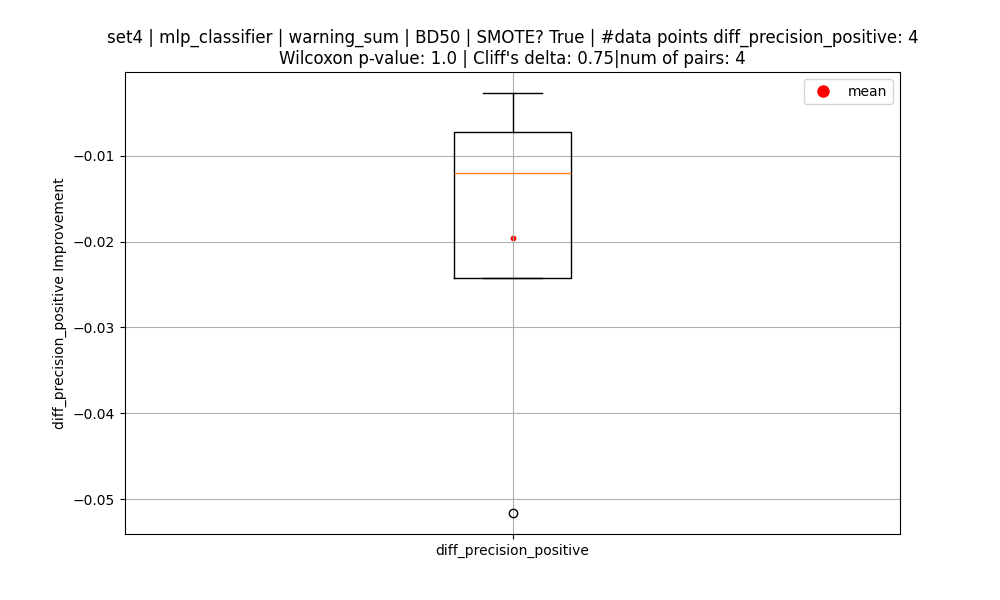 set4 | mlp_classifier | warning_sum | BD50 | SMOTE? True | #data points diff_precision_positive: 4
Wilcoxon p-value: 1.0 | Cliff's delta: 0.75|num of pairs: 4
mean
−0.01
−0.02
−0.03
−0.04
−0.05
diff_precision_positive Improvement
diff_precision_positive